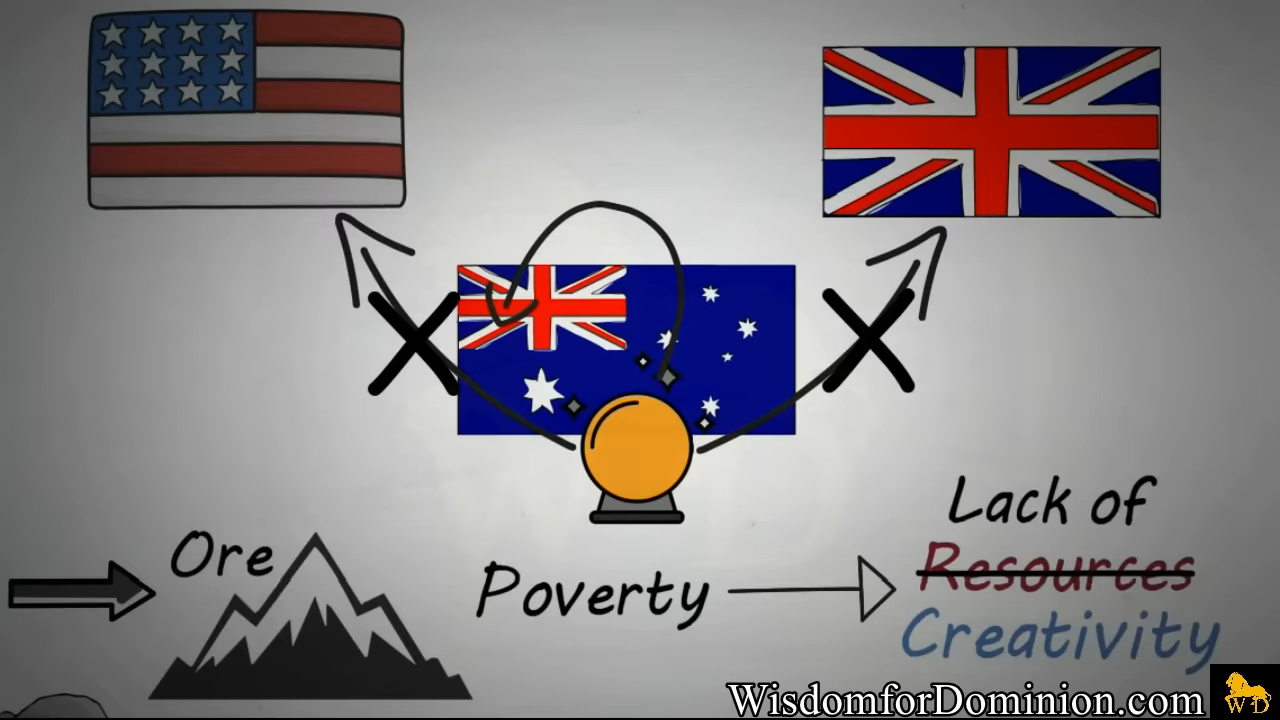 Ore
Poverty
Lack of
Resources
Creativity
WisdomforDominion.com
WD